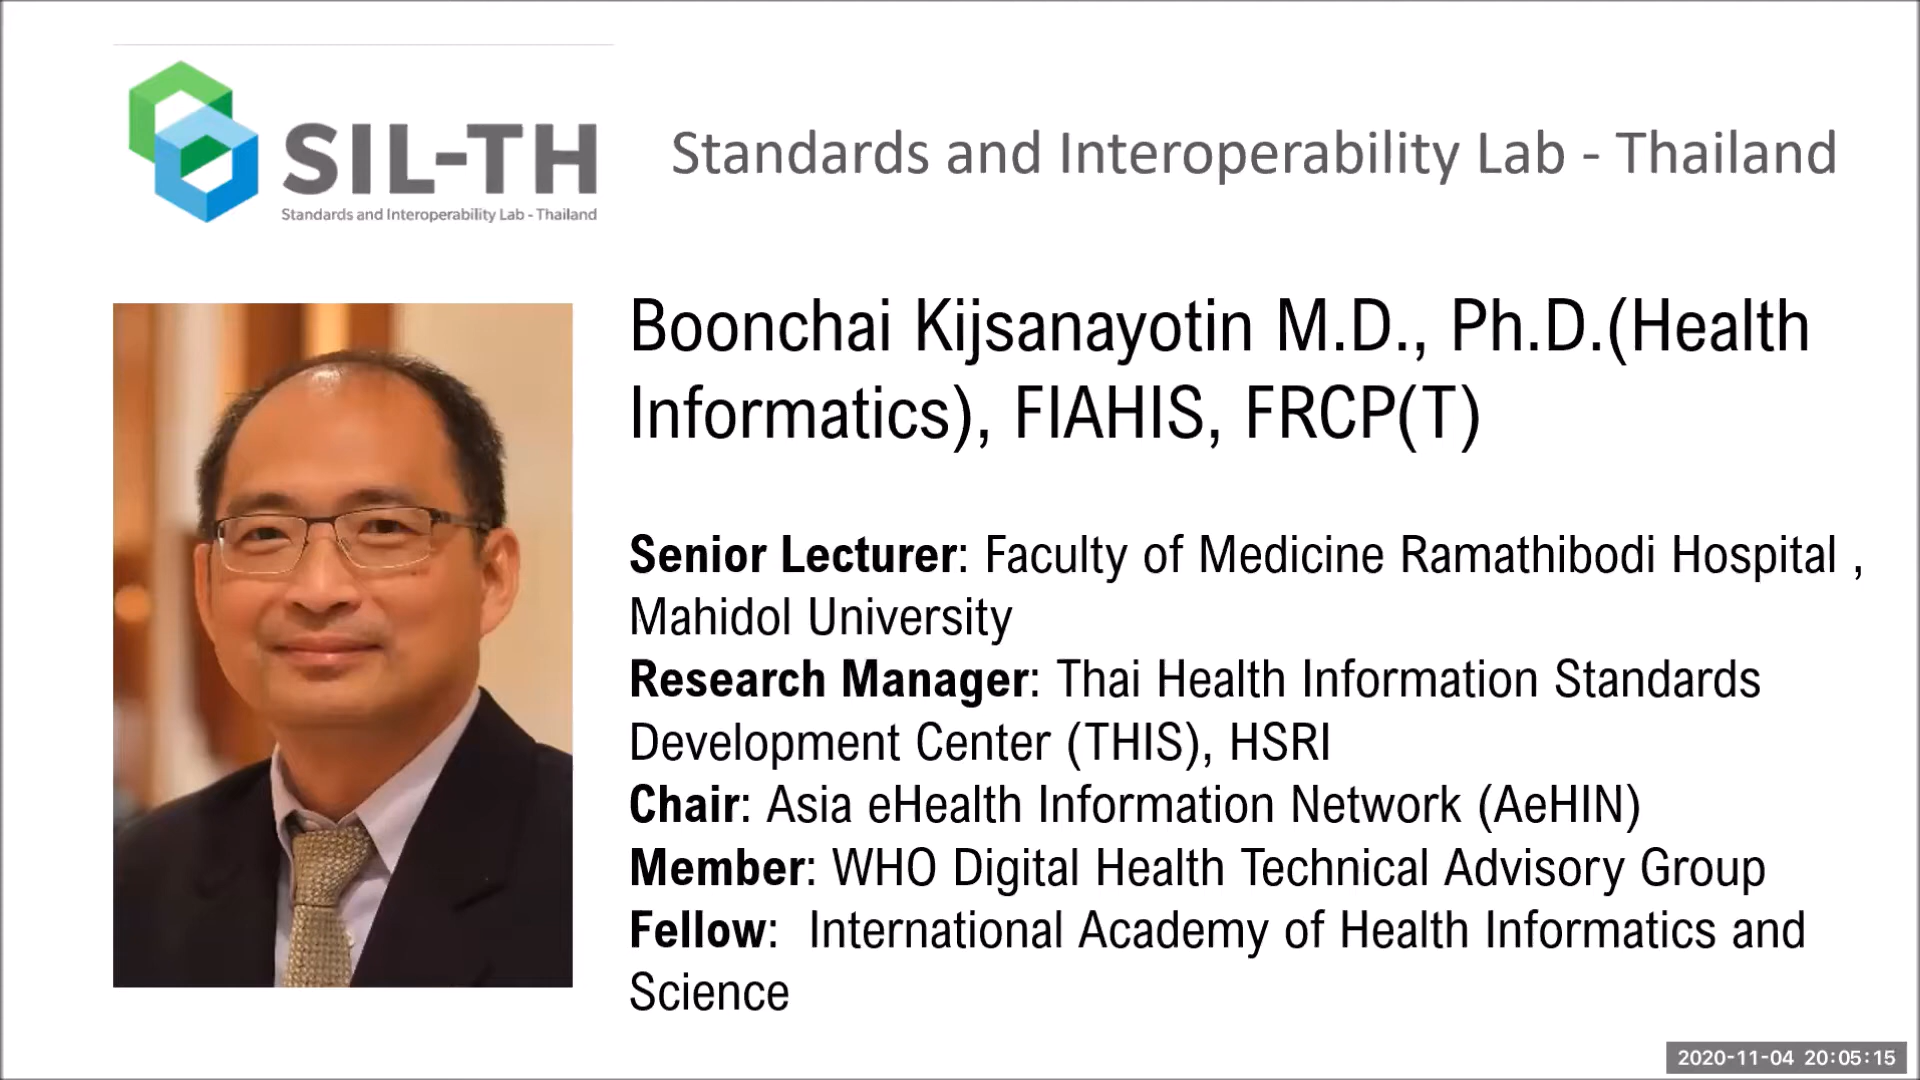 SIL-TH
Standards and Interoperability Lab - Thailand
Standards and Interoperability Lab - Thailand
Boonchai Kijsanayotin M.D., Ph.D.(Health
Informatics), FIAHIS, FRCP(T)
Senior Lecturer: Faculty of Medicine Ramathibodi Hospital ,
Mahidol University
Research Manager: Thai Health Information Standards
Development Center (THIS), HSRI
Chair: Asia eHealth Information Network (AeHIN)
Member: WHO Digital Health Technical Advisory Group
Fellow:  International Academy of Health Informatics and
Science
2020-11-04 20:05:15